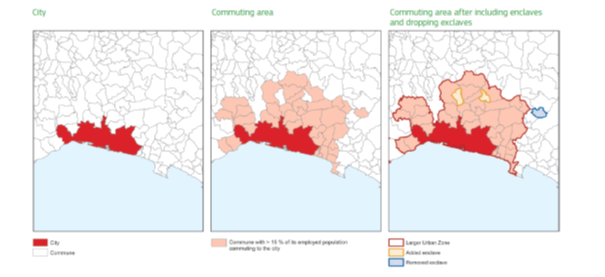 City
Commuting area
Commuting area after including enclaves
and dropping exclaves
City
Commune
Commune with > 15 % of its employed population
commuting to the city
Larger Urban Zone
Added enclave
Removed exclave